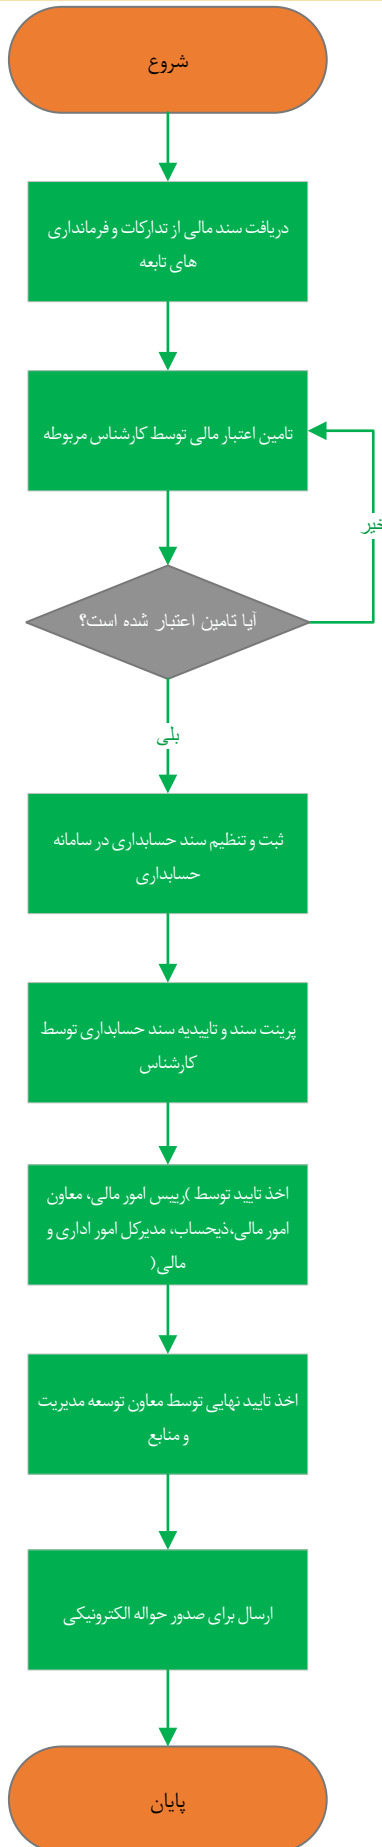 شروع
دریافت سند مالی از تدارکات و فرمانداری
های تابعه
تامین اعتبار مالی توسط کارشناس مربوطه
خیر
آیا تامین اعتبار شده است؟
بلی
ثبت و تنظیم سند حسابداری در سامانه
حسابداری
پرینت سند و تاییدیه سند حسابداری توسط
کارشناس
اخذ تایید توسط )رییس امور مالی، معاون
امور مالی،ذیحساب، مدیرکل امور اداری و
مالی(
اخذ تایید نهایی توسط معاون توسعه مدیریت
و منابع
ارسال برای صدور حواله الکترونیکی
پایان